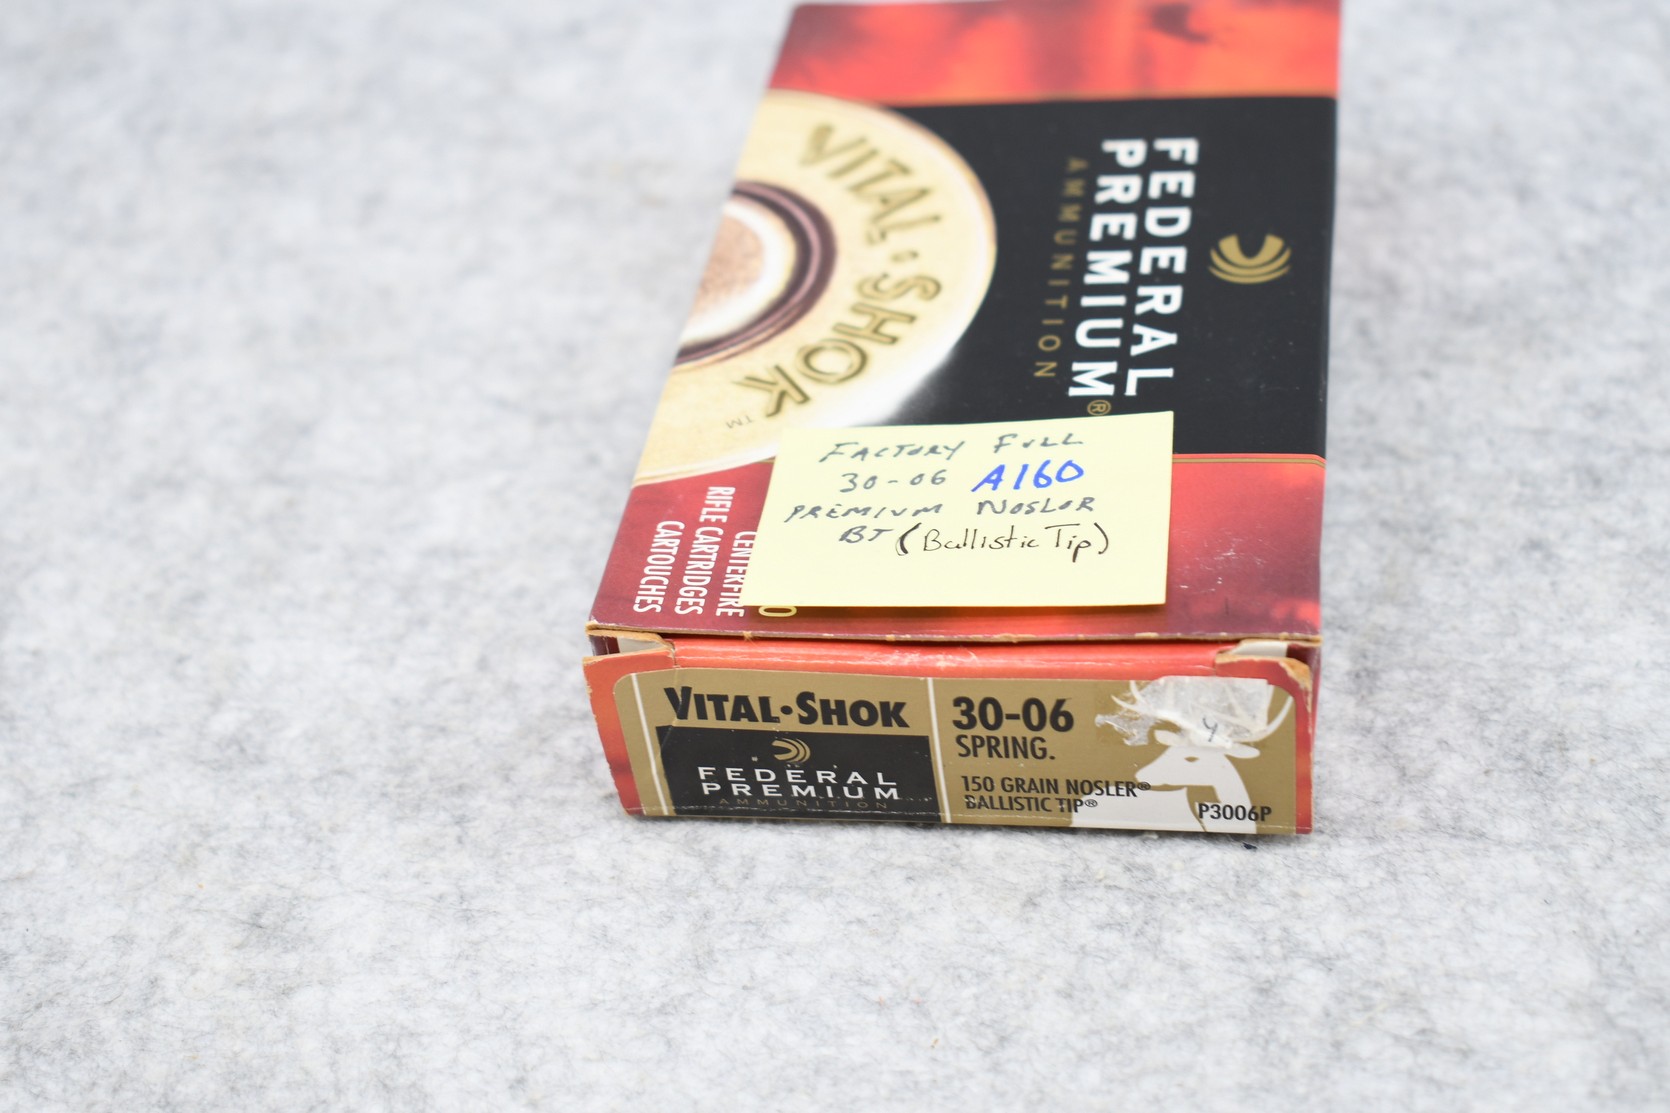 FEDERAL
PREMIUM®
AMMUNITION
VITAL·SHOK™
CENTERFIRE
RIFLE CARTRIDGES
CARTOUCHES
FACTORY FULL
30-06 A160
PREMIUM NOSLOR
BT (Ballistic Tip)
VITAL·SHOK
FEDERAL
PREMIUM
AMMUNITION
30-06
SPRING.
150 GRAIN NOSLER®
BALLISTIC TIP®
P3006P